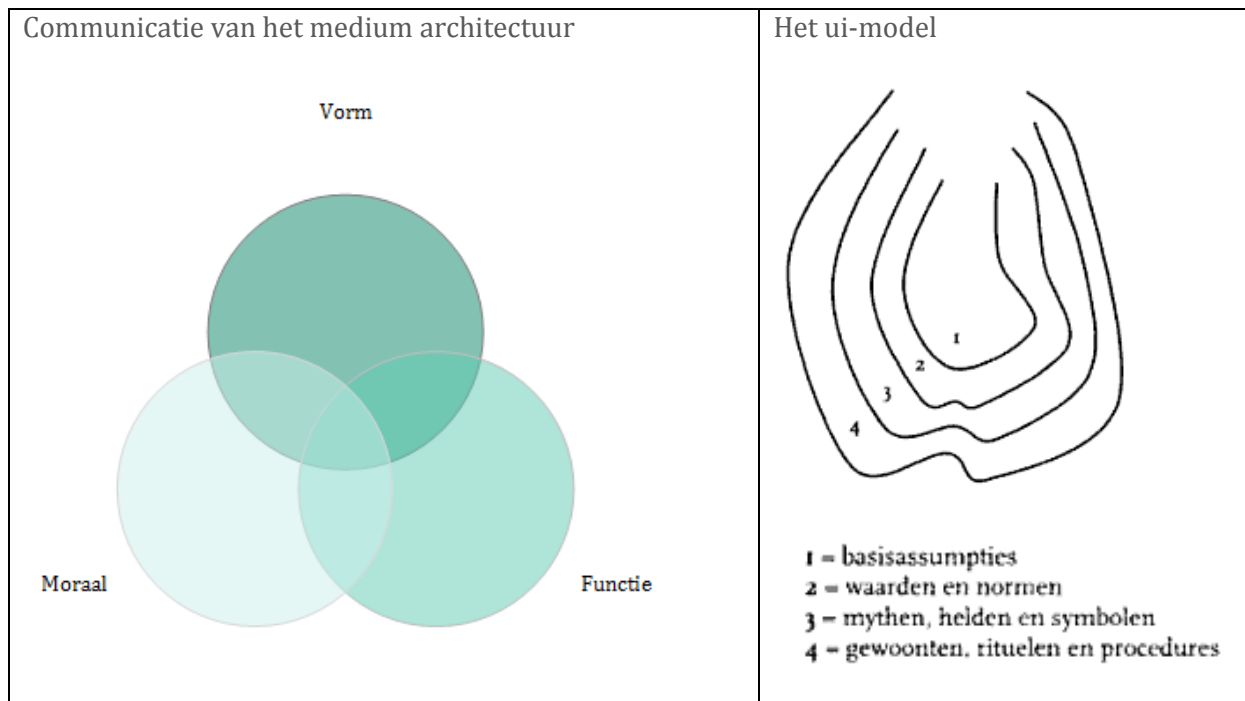 Communicatie van het medium architectuur
Vorm
Moraal
Functie
Het ui-model
1
2
3
4
1 = basisassumpties
2 = waarden en normen
3 = mythen, helden en symbolen
4 = gewoonten, rituelen en procedures